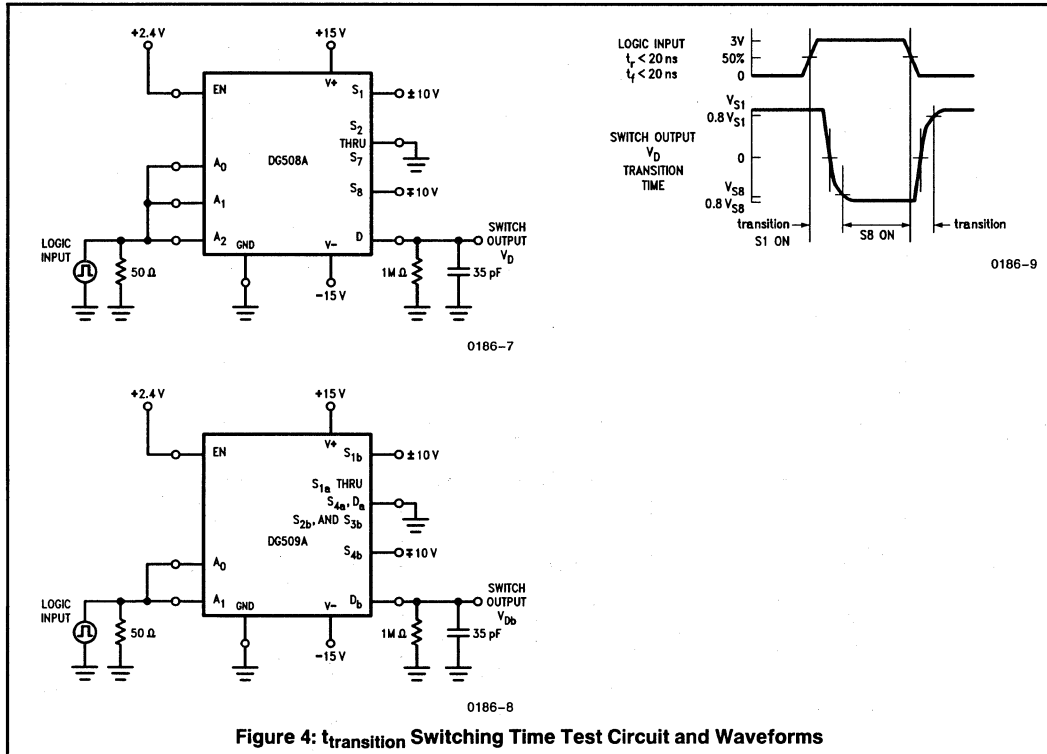 +2.4 V
+15 V
EN
V+
S1
±10 V
S2
THRU
S7
DG508A
A0
A1
A2
S8
∓10 V
D
SWITCH
OUTPUT
VD
LOGIC
INPUT
50 Ω
GND
V−
−15 V
1M Ω
35 pF
0186-7
LOGIC INPUT
tr < 20 ns
tf < 20 ns
3V
50%
0
SWITCH OUTPUT
VD
TRANSITION
TIME
VS1
0.8 VS1
0
VS8
0.8 VS8
transition
S1 ON
S8 ON
transition
0186-9
+2.4 V
+15 V
EN
V+
S1b
±10 V
S1a THRU
S4a, Da
S2b, AND S3b
DG509A
A0
A1
S4b
∓10 V
Db
SWITCH
OUTPUT
VDb
LOGIC
INPUT
50 Ω
GND
V−
−15 V
1M Ω
35 pF
0186-8
Figure 4: ttransition Switching Time Test Circuit and Waveforms